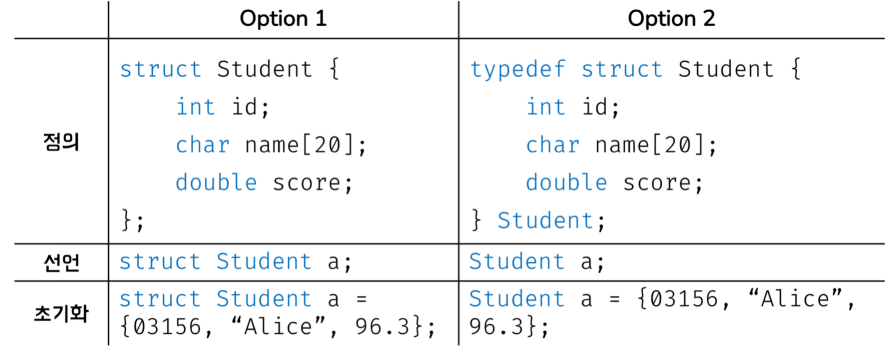 Option 1
Option 2
정의
struct Student {
    int id;
    char name[20];
    double score;
};
typedef struct Student {
    int id;
    char name[20];
    double score;
} Student;
선언
struct Student a;
Student a;
초기화
struct Student a =
{03156, “Alice”, 96.3};
Student a = {03156, “Alice”,
96.3};